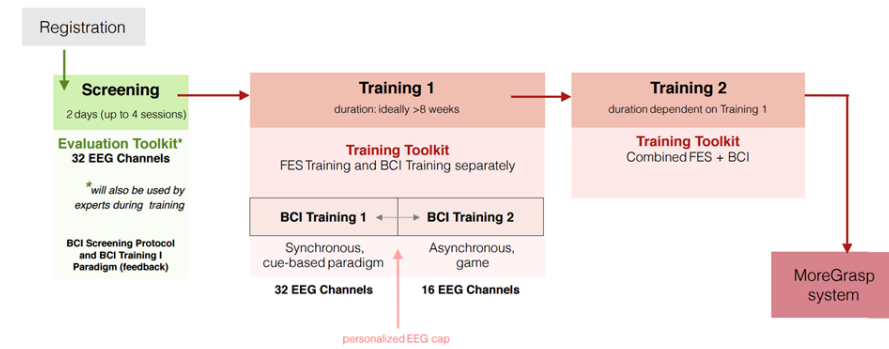 Registration
Screening
2 days (up to 4 sessions)
Evaluation Toolkit*
32 EEG Channels
*will also be used by
experts during training
BCI Screening Protocol
and BCI Training I
Paradigm (feedback)
Training 1
duration: ideally >8 weeks
Training Toolkit
FES Training and BCI Training separately
BCI Training 1
BCI Training 2
Synchronous,
cue-based paradigm
Asynchronous,
game
32 EEG Channels
16 EEG Channels
personalized EEG cap
Training 2
duration dependent on Training 1
Training Toolkit
Combined FES + BCI
MoreGrasp
system